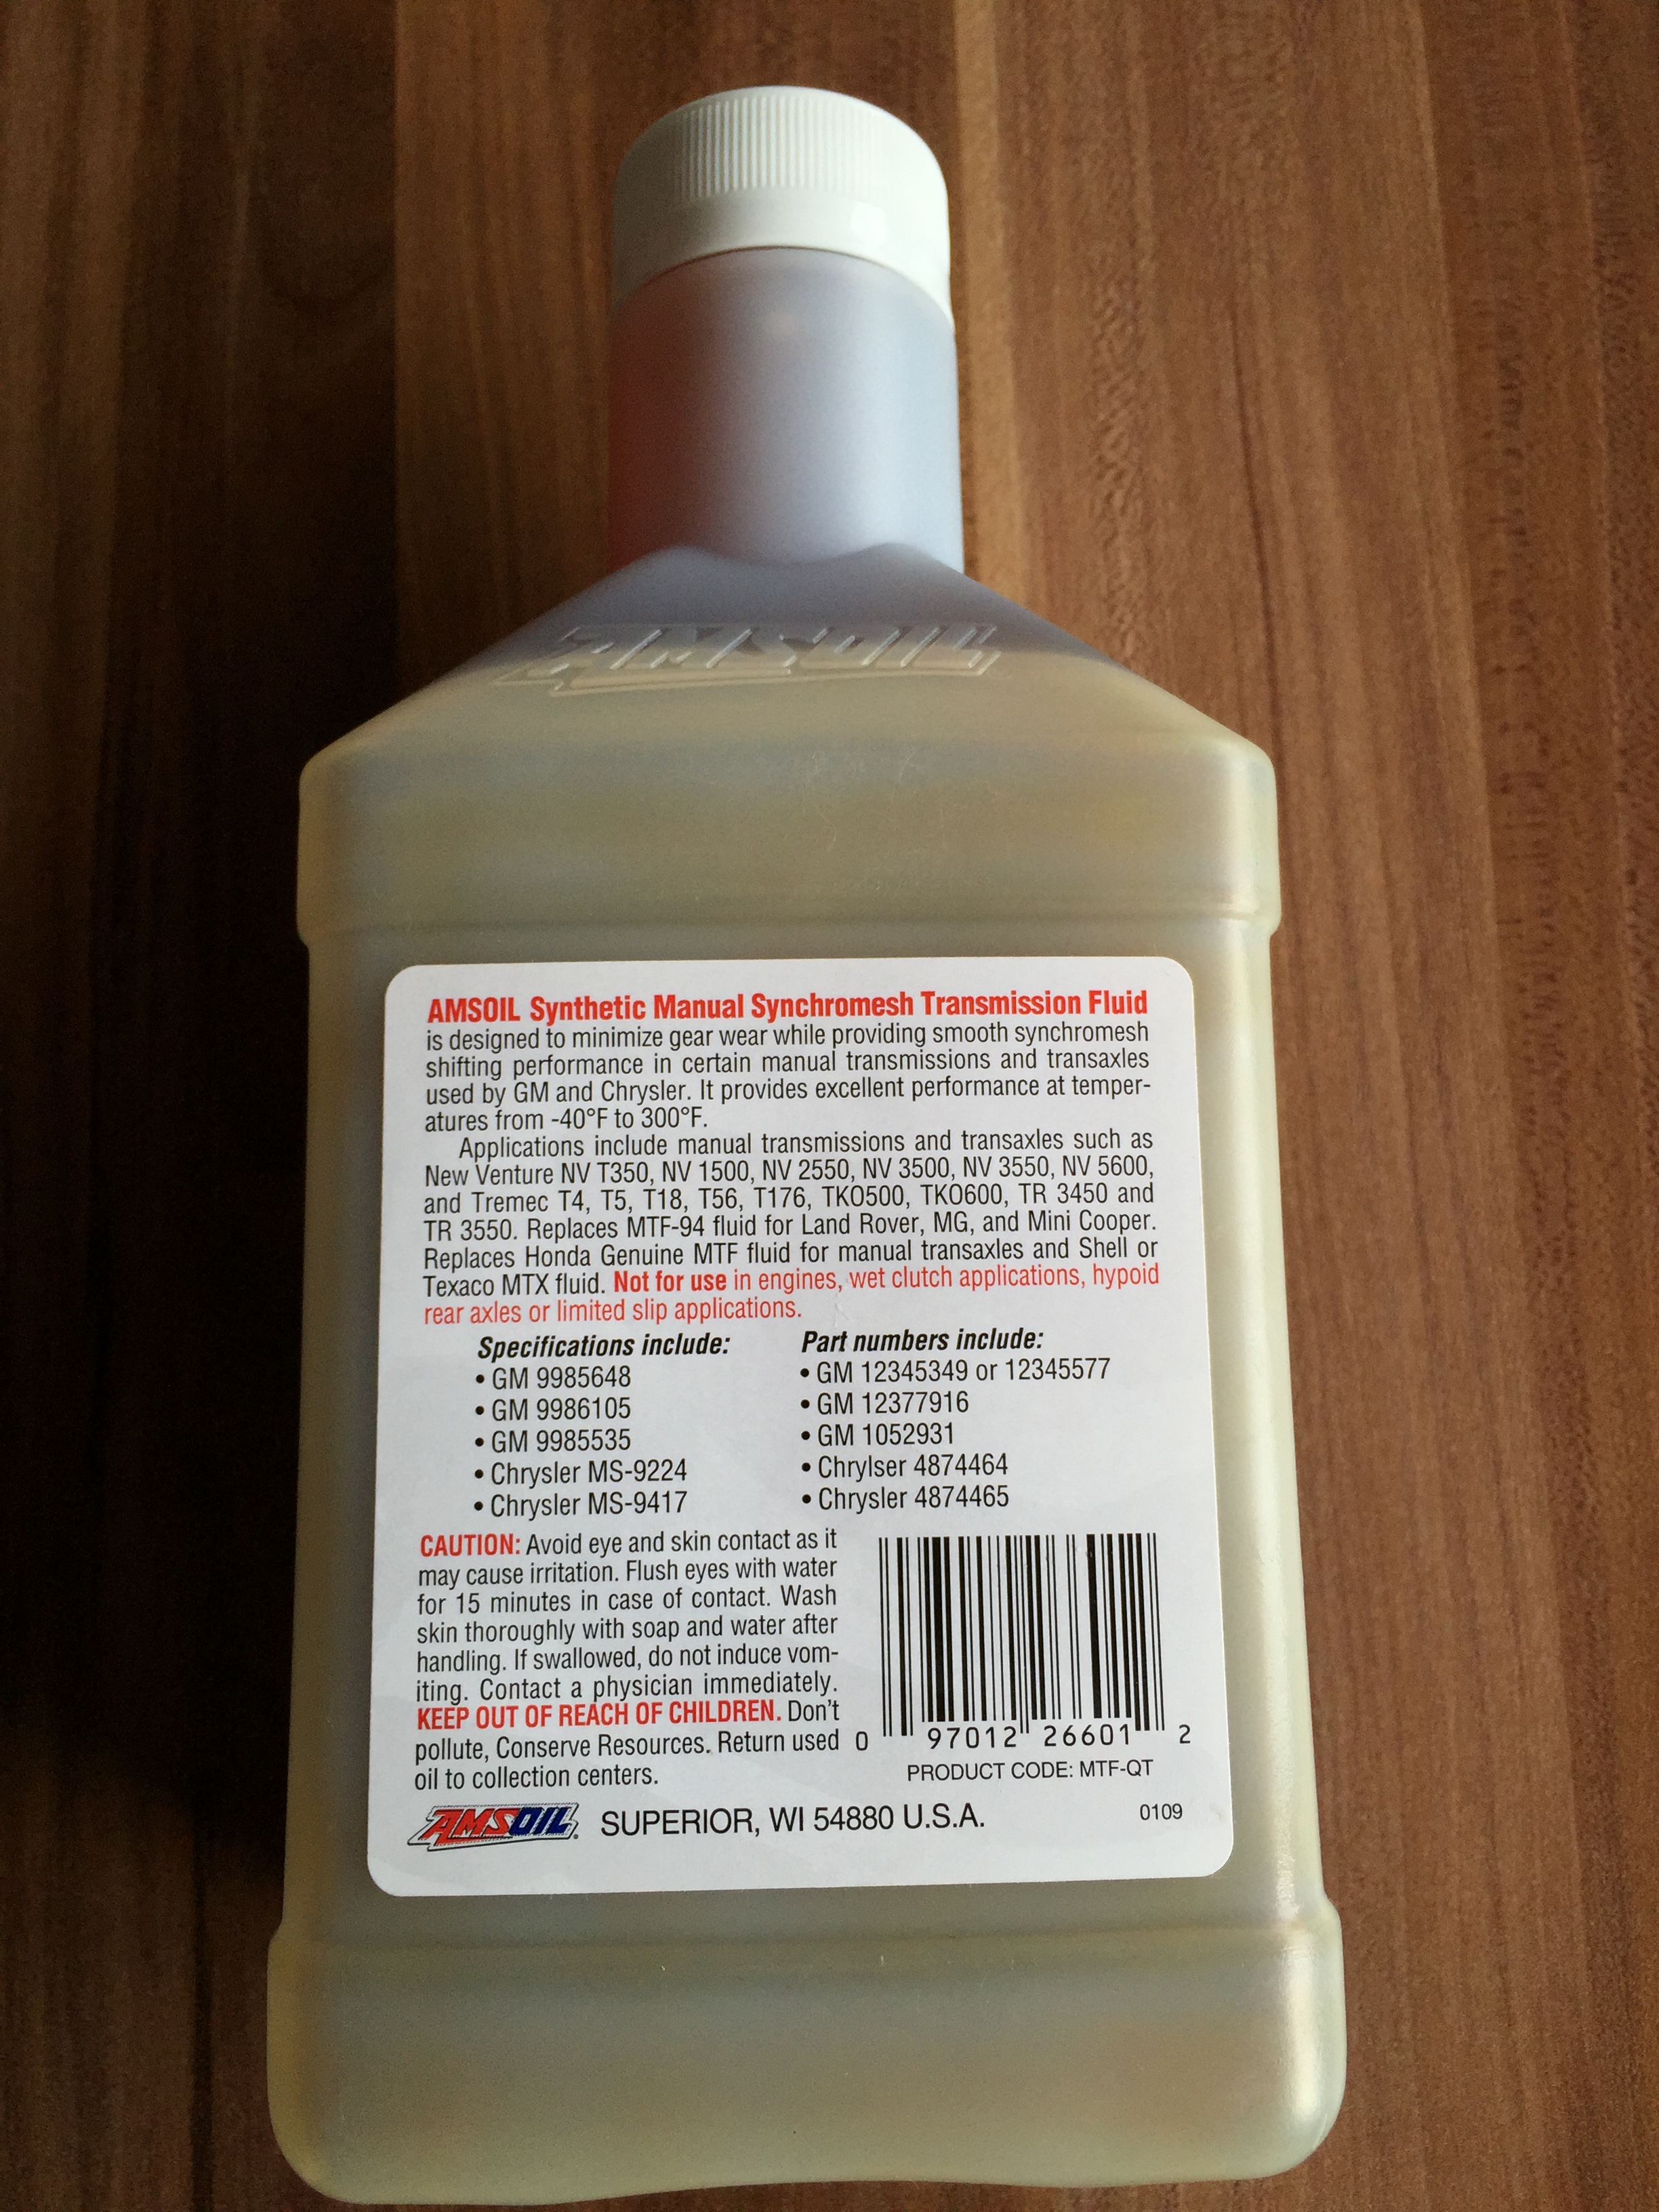 AMSOIL
AMSOIL Synthetic Manual Synchromesh Transmission Fluid
is designed to minimize gear wear while providing smooth synchromesh
shifting performance in certain manual transmissions and transaxles
used by GM and Chrysler. It provides excellent performance at temper-
atures from -40°F to 300°F.
Applications include manual transmissions and transaxles such as
New Venture NV T350, NV 1500, NV 2550, NV 3500, NV 3550, NV 5600,
and Tremec T4, T5, T18, T56, T176, TKO500, TKO600, TR 3450 and
TR 3550. Replaces MTF-94 fluid for Land Rover, MG, and Mini Cooper.
Replaces Honda Genuine MTF fluid for manual transaxles and Shell or
Texaco MTX fluid. Not for use in engines, wet clutch applications, hypoid
rear axles or limited slip applications.
Specifications include:
• GM 9985648
• GM 9986105
• GM 9985535
• Chrysler MS-9224
• Chrysler MS-9417
Part numbers include:
• GM 12345349 or 12345577
• GM 12377916
• GM 1052931
• Chrylser 4874464
• Chrysler 4874465
CAUTION: Avoid eye and skin contact as it
may cause irritation. Flush eyes with water
for 15 minutes in case of contact. Wash
skin thoroughly with soap and water after
handling. If swallowed, do not induce vom-
iting. Contact a physician immediately.
KEEP OUT OF REACH OF CHILDREN. Don't
pollute, Conserve Resources. Return used
oil to collection centers.
0 97012 26601 2
PRODUCT CODE: MTF-QT
AMSOIL. SUPERIOR, WI 54880 U.S.A.
0109